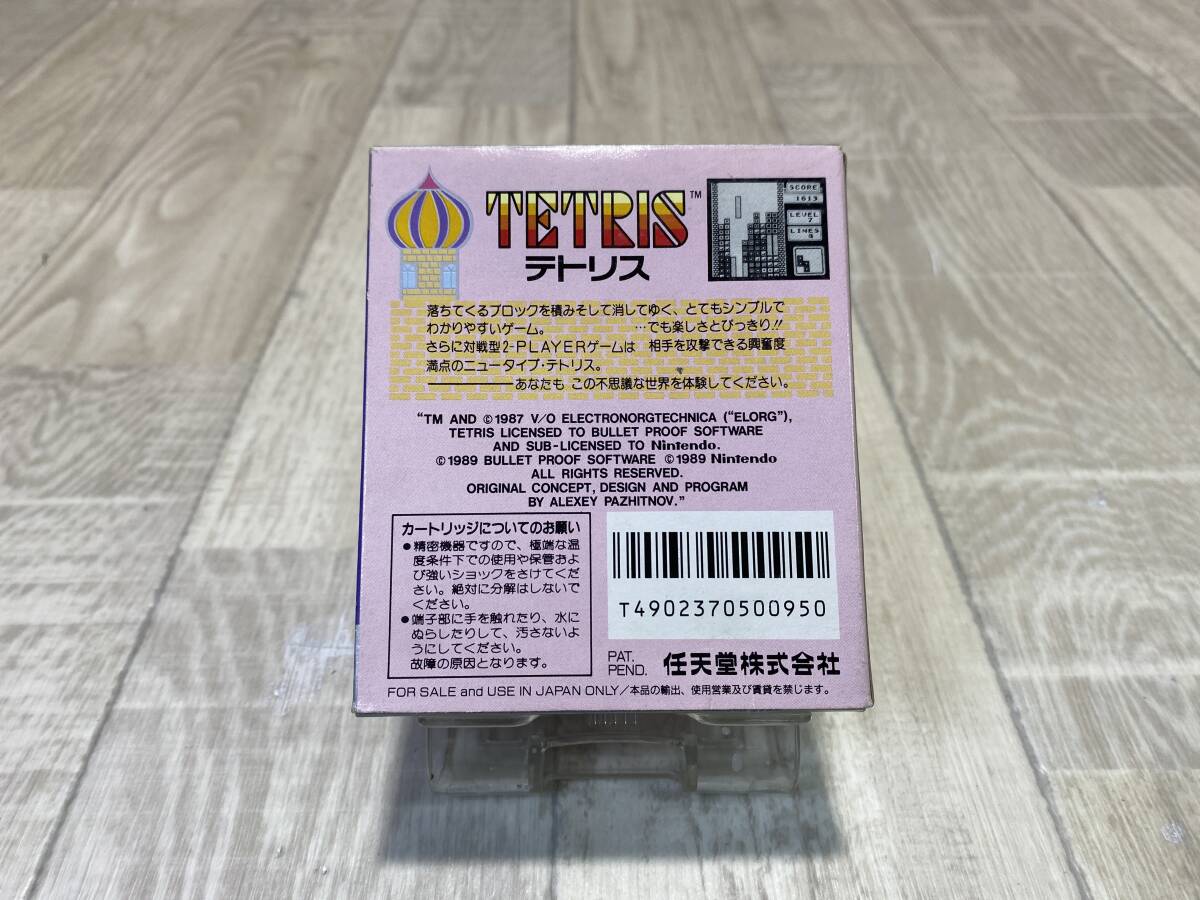 TETRIS™
テトリス
SCORE
1613
LEVEL
7
LINES
落ちてくるブロックを積みそして消してゆく、とてもシンプルで
わかりやすいゲーム。 …でも楽しさとびっきり!!
さらに対戦型2-PLAYERゲームは 相手を攻撃できる興奮度
満点のニュータイプ・テトリス。
————あなたも この不思議な世界を体験してください。
“TM AND ©1987 V/O ELECTRONORGTECHNICA (“ELORG”),
TETRIS LICENSED TO BULLET PROOF SOFTWARE
AND SUB-LICENSED TO Nintendo.
©1989 BULLET PROOF SOFTWARE ©1989 Nintendo
ALL RIGHTS RESERVED.
ORIGINAL CONCEPT, DESIGN AND PROGRAM
BY ALEXEY PAZHITNOV.”
カートリッジについてのお願い
●精密機器ですので、極端な温
度条件下での使用や保管およ
び強いショックをさけてくだ
さい。絶対に分解はしないで
ください。
●端子部に手を触れたり、水に
ぬらしたりして、汚さないよ
うにしてください。
故障の原因となります。
T4902370500950
PAT.
PEND.
任天堂株式会社
FOR SALE and USE IN JAPAN ONLY/本品の輸出、使用営業及び賃貸を禁じます。